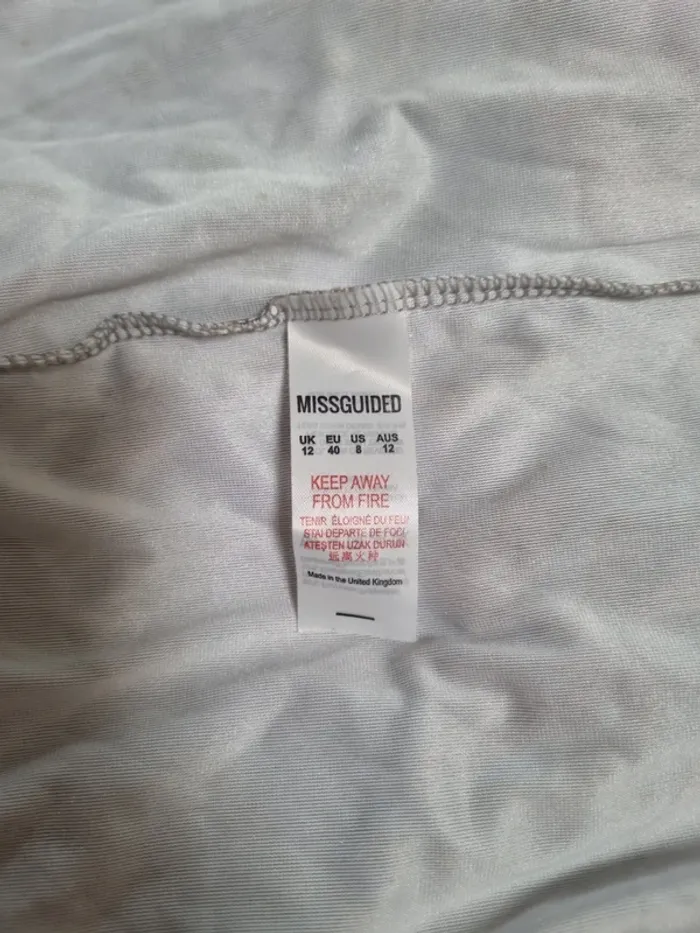 MISSGUIDED
UK EU US AUS
12 40 8 12
KEEP AWAY
FROM FIRE
TENIR ÉLOIGNÉ DU FEU
STAI DEPARTE DE FOC!
ATEŞTEN UZAK DURUN
远离火种
Made in the United Kingdom